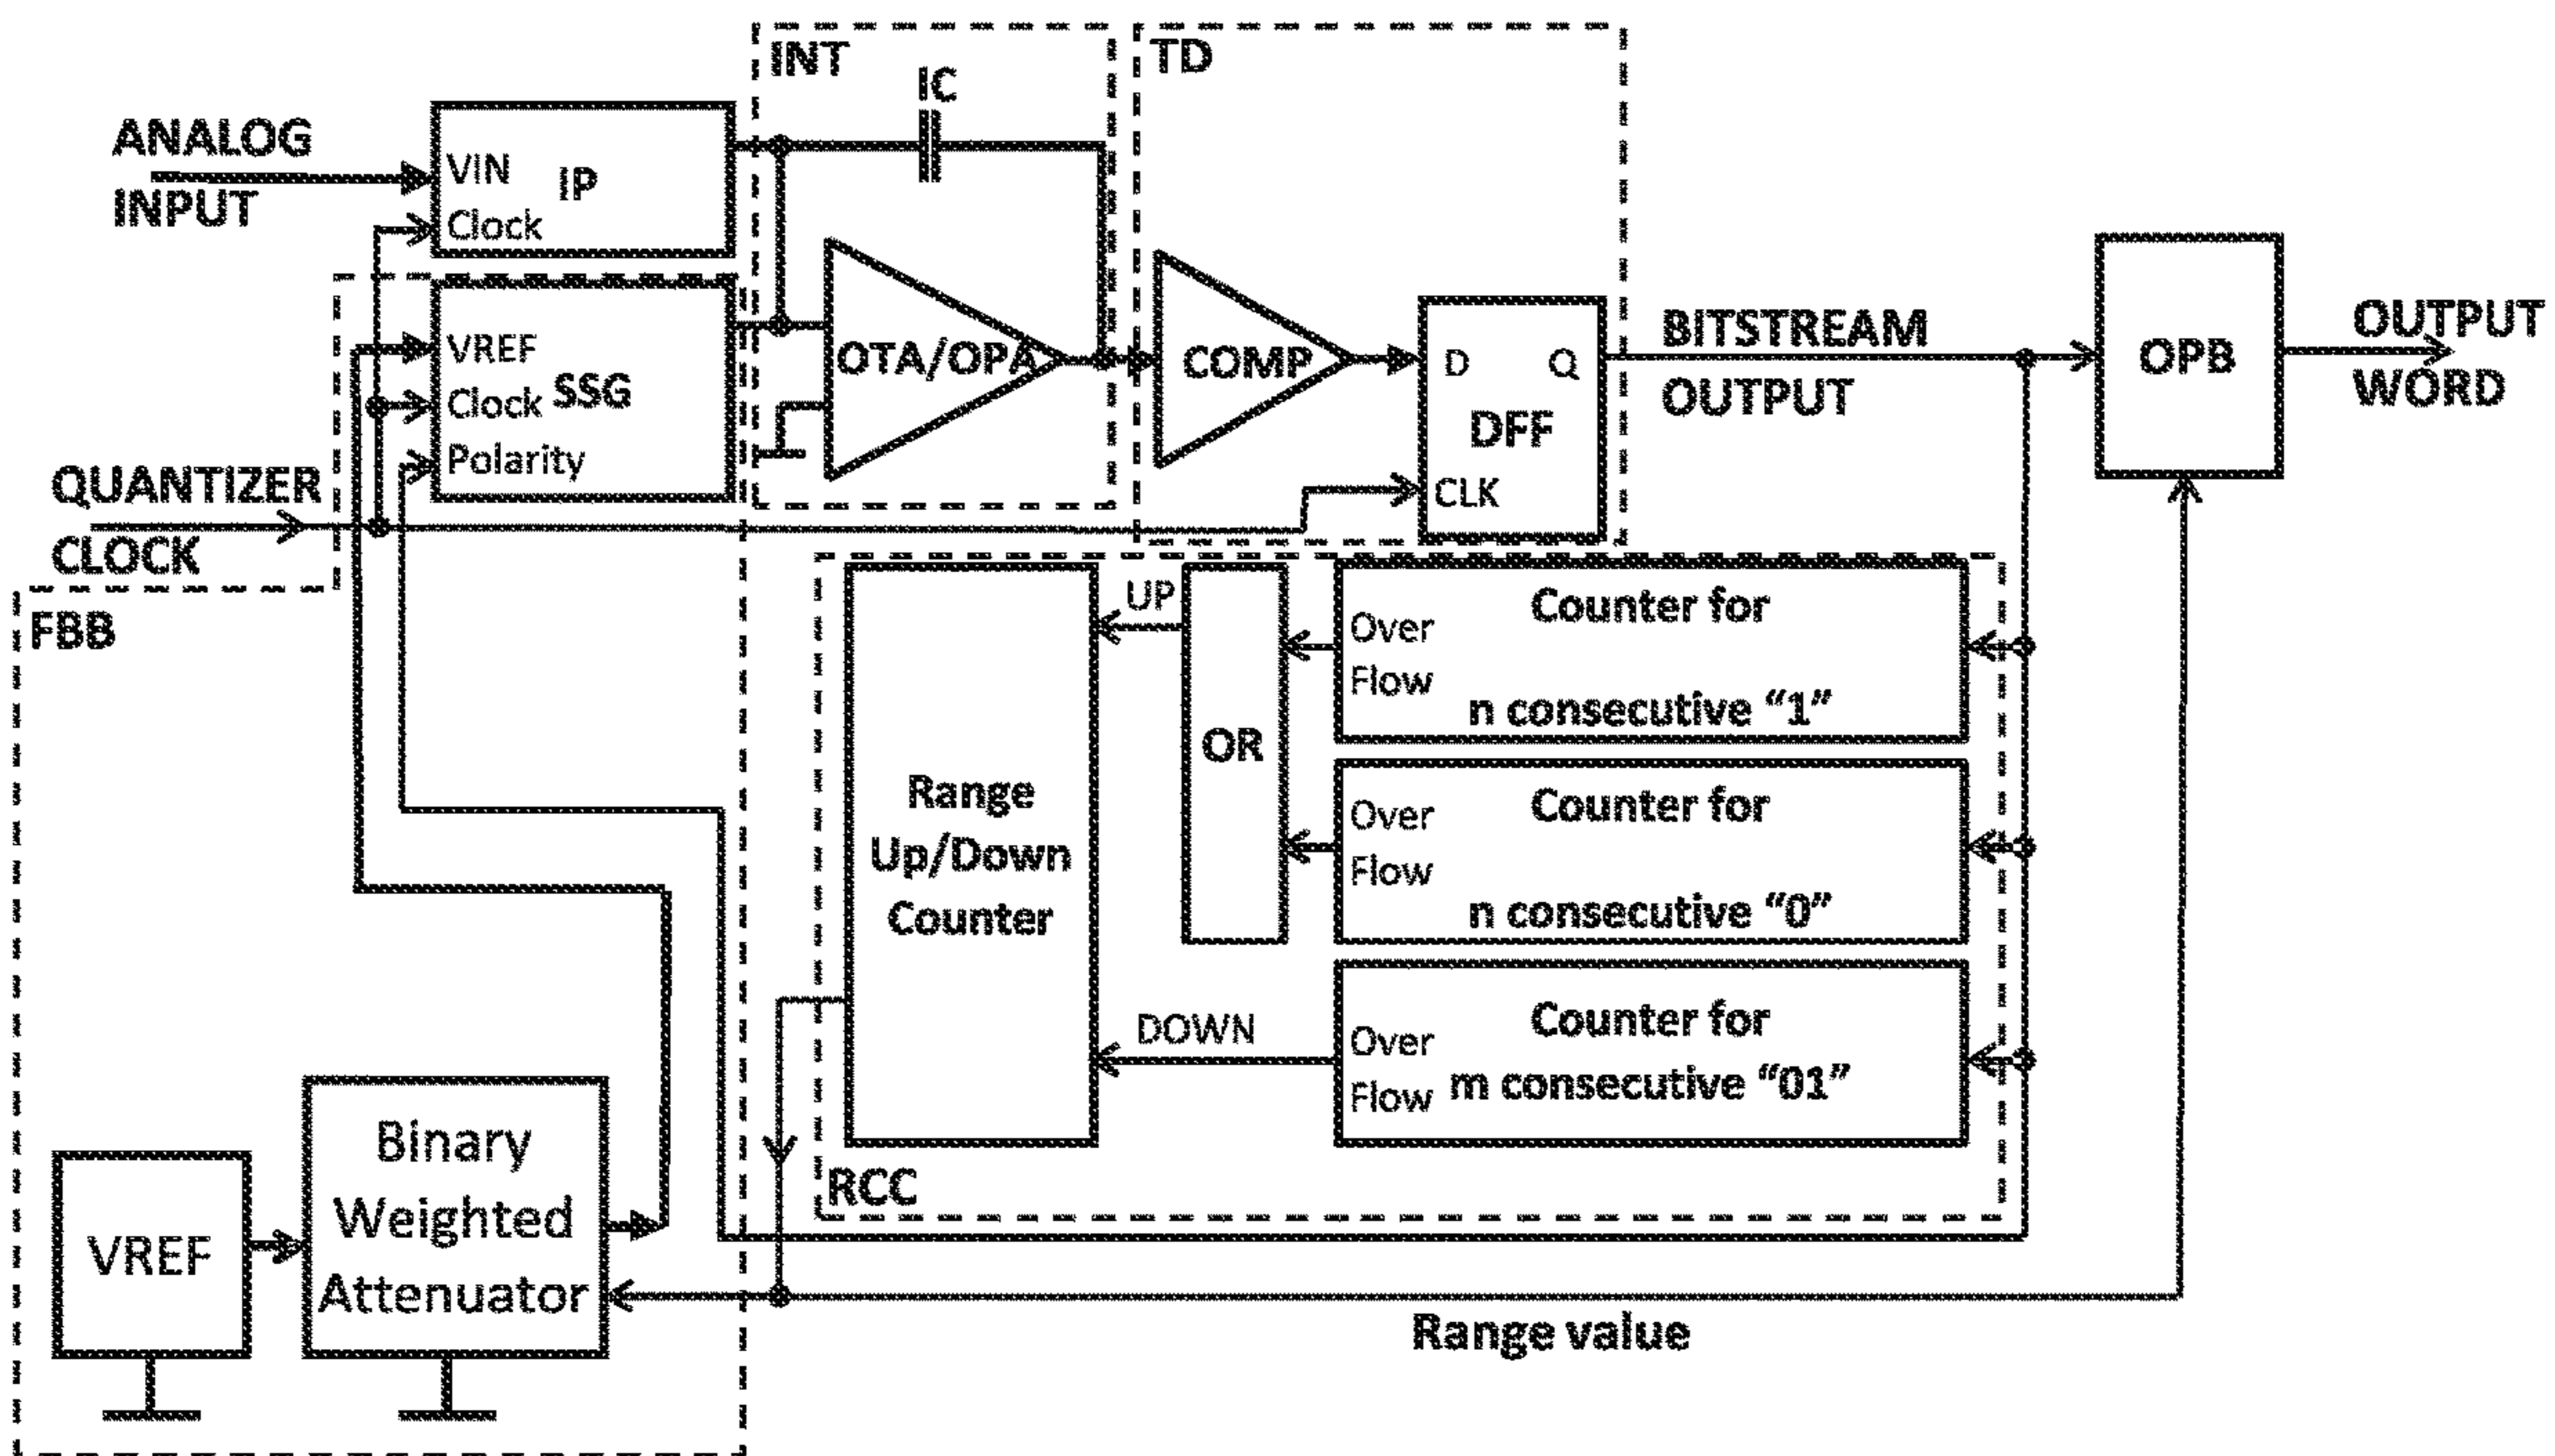 INT
TD
IC
ANALOG
INPUT
VIN
IP
Clock
VREF
Clock SSG
Polarity
OTA/OPA
COMP
D Q
DFF
CLK
BITSTREAM
OUTPUT
OPB
OUTPUT
WORD
QUANTIZER
CLOCK
FBB
UP
OR
Over
Flow
Counter for
n consecutive "1"
Range
Up/Down
Counter
Over
Flow
Counter for
n consecutive "0"
DOWN
Over
Flow
Counter for
m consecutive "01"
RCC
VREF
Binary
Weighted
Attenuator
Range value